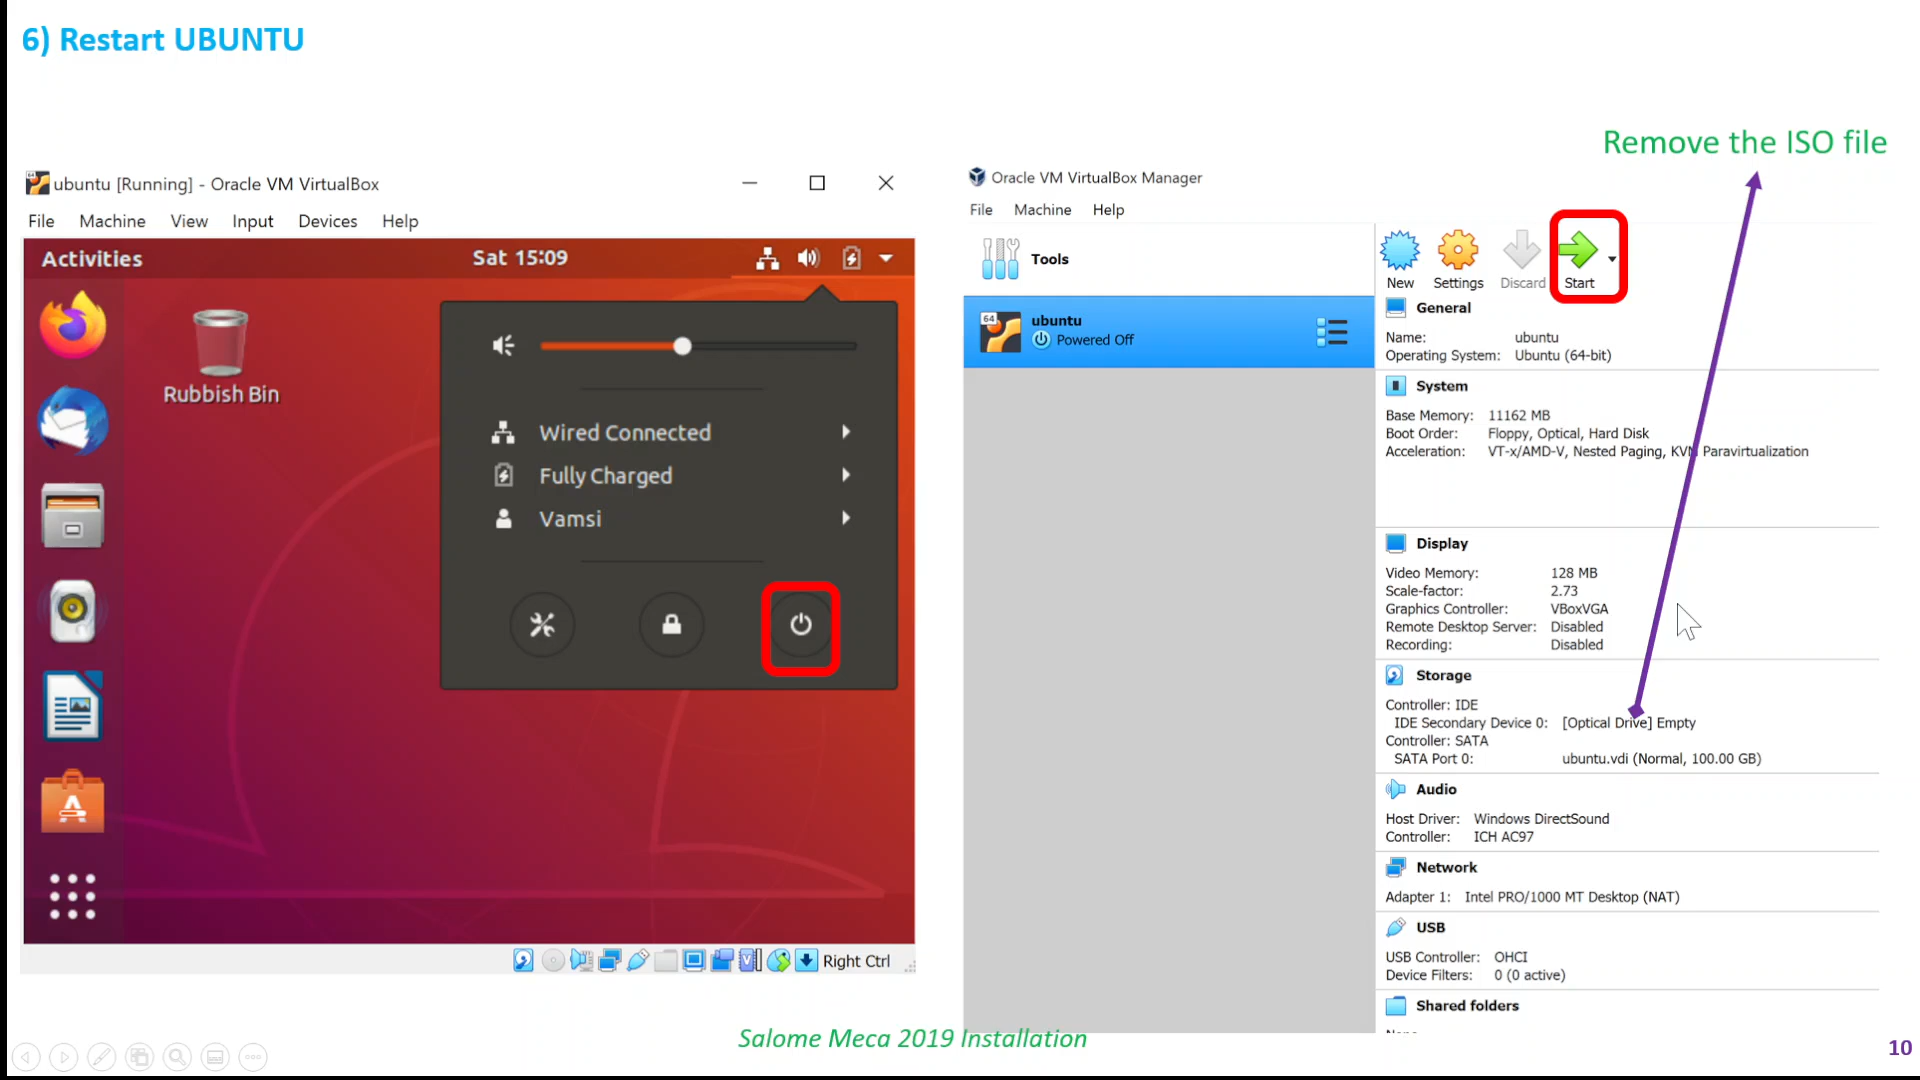 6) Restart UBUNTU
Remove the ISO file
ubuntu [Running] - Oracle VM VirtualBox
File Machine View Input Devices Help
Activities
Sat 15:09
Rubbish Bin
Wired Connected
Fully Charged
Vamsi
Right Ctrl
Oracle VM VirtualBox Manager
File Machine Help
Tools
64
ubuntu
Powered Off
New Settings Discard Start
General
Name: ubuntu
Operating System: Ubuntu (64-bit)
System
Base Memory: 11162 MB
Boot Order: Floppy, Optical, Hard Disk
Acceleration: VT-x/AMD-V, Nested Paging, KVM Paravirtualization
Display
Video Memory: 128 MB
Scale-factor: 2.73
Graphics Controller: VBoxVGA
Remote Desktop Server: Disabled
Recording: Disabled
Storage
Controller: IDE
IDE Secondary Device 0: [Optical Drive] Empty
Controller: SATA
SATA Port 0: ubuntu.vdi (Normal, 100.00 GB)
Audio
Host Driver: Windows DirectSound
Controller: ICH AC97
Network
Adapter 1: Intel PRO/1000 MT Desktop (NAT)
USB
USB Controller: OHCI
Device Filters: 0 (0 active)
Shared folders
Salome Meca 2019 Installation
10